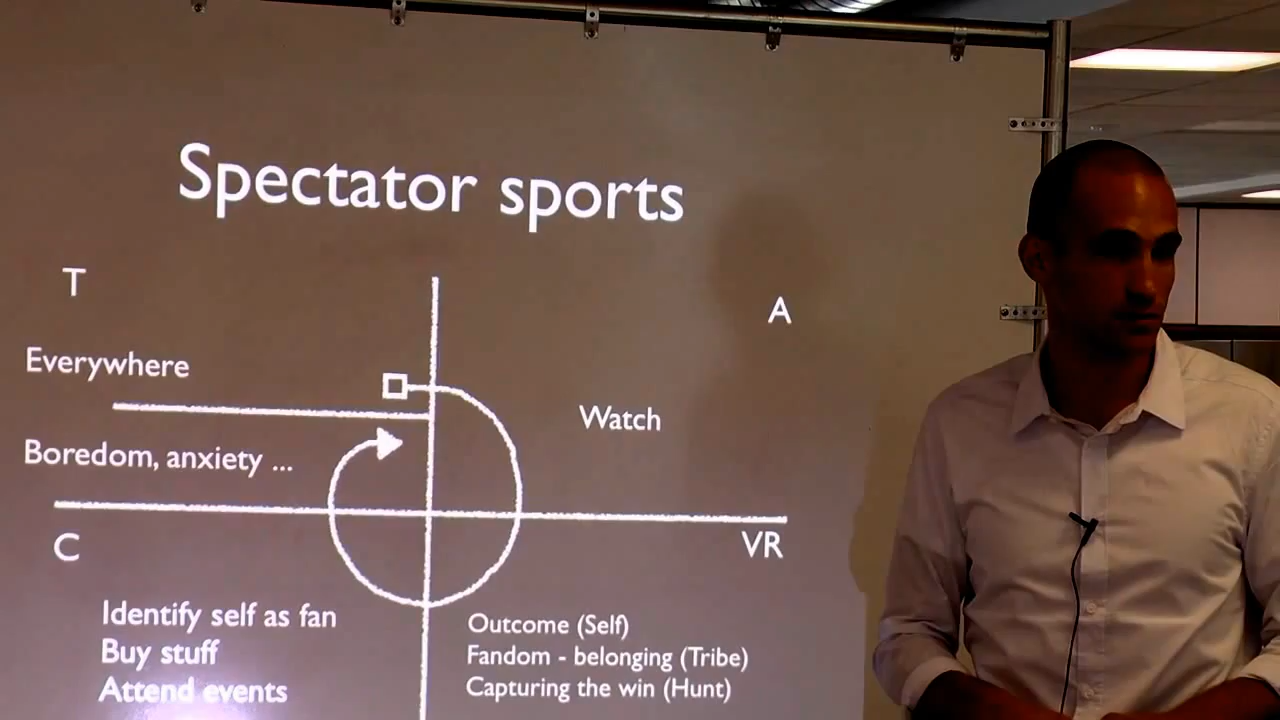 Spectator sports
T
A
Everywhere
Watch
Boredom, anxiety ...
C
VR
Identify self as fan
Buy stuff
Attend events
Outcome (Self)
Fandom - belonging (Tribe)
Capturing the win (Hunt)